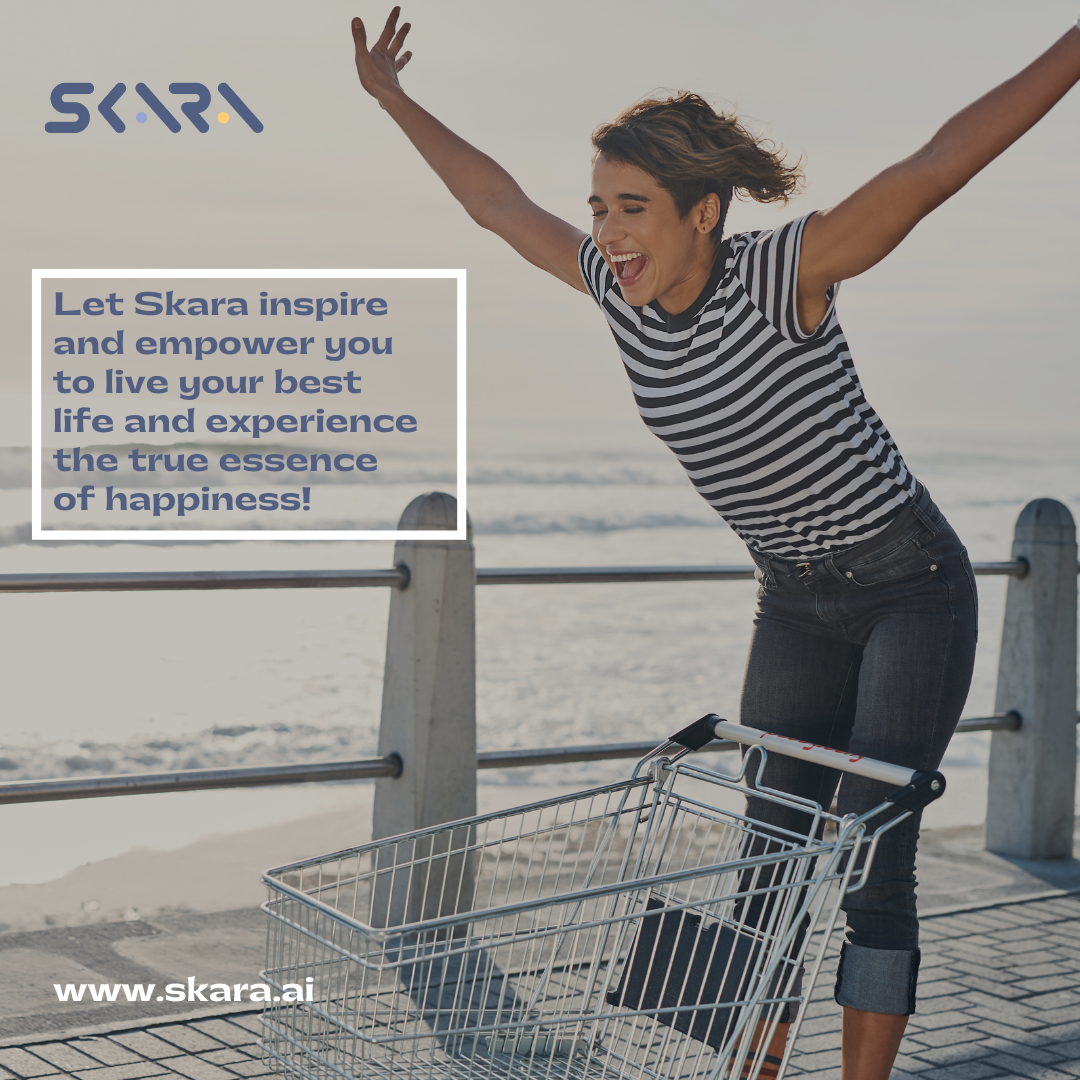 SKARA
Let Skara inspire
and empower you
to live your best
life and experience
the true essence
of happiness!
www.skara.ai